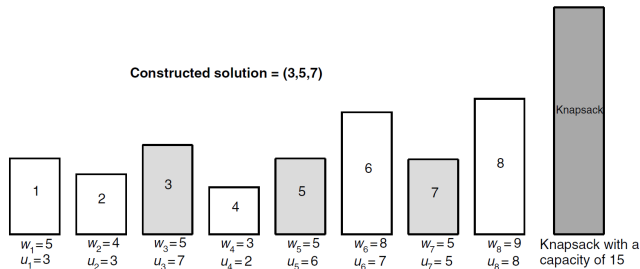 Constructed solution = (3,5,7)
Knapsack
1
2
3
4
5
6
7
8
w₁=5
u₁=3
w₂=4
u₂=3
w₃=5
u₃=7
w₄=3
u₄=2
w₅=5
u₅=6
w₆=8
u₆=7
w₇=5
u₇=5
w₈=9
u₈=8
Knapsack with a
capacity of 15